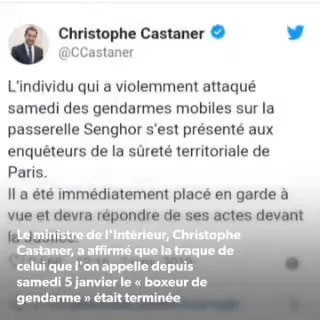 Christophe Castaner
@CCastaner
L'individu qui a violemment attaqué
samedi des gendarmes mobiles sur la
passerelle Senghor s'est présenté aux
enquêteurs de la sûreté territoriale de
Paris.
Il a été immédiatement placé en garde à
vue et devra répondre de ses actes devant
Le ministre de l'Intérieur, Christophe
Castaner, a affirmé que la traque de
celui que l'on appelle depuis
samedi 5 janvier le « boxeur de
gendarme » était terminée